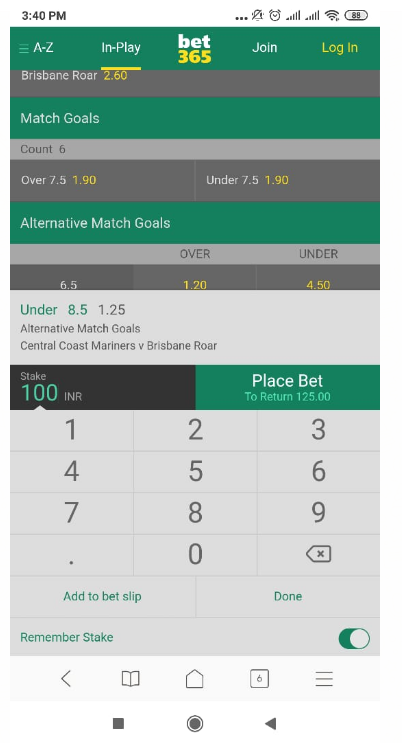 3:40 PM 88
A-Z In-Play bet365 Join Log In
Brisbane Roar 2.60
Match Goals
Count 6
Over 7.5 1.90 Under 7.5 1.90
Alternative Match Goals
OVER UNDER
6.5 1.20 4.50
Under 8.5 1.25
Alternative Match Goals
Central Coast Mariners v Brisbane Roar
Stake Place Bet
100 INR To Return 125.00
1 2 3
4 5 6
7 8 9
. 0
Add to bet slip Done
Remember Stake
6